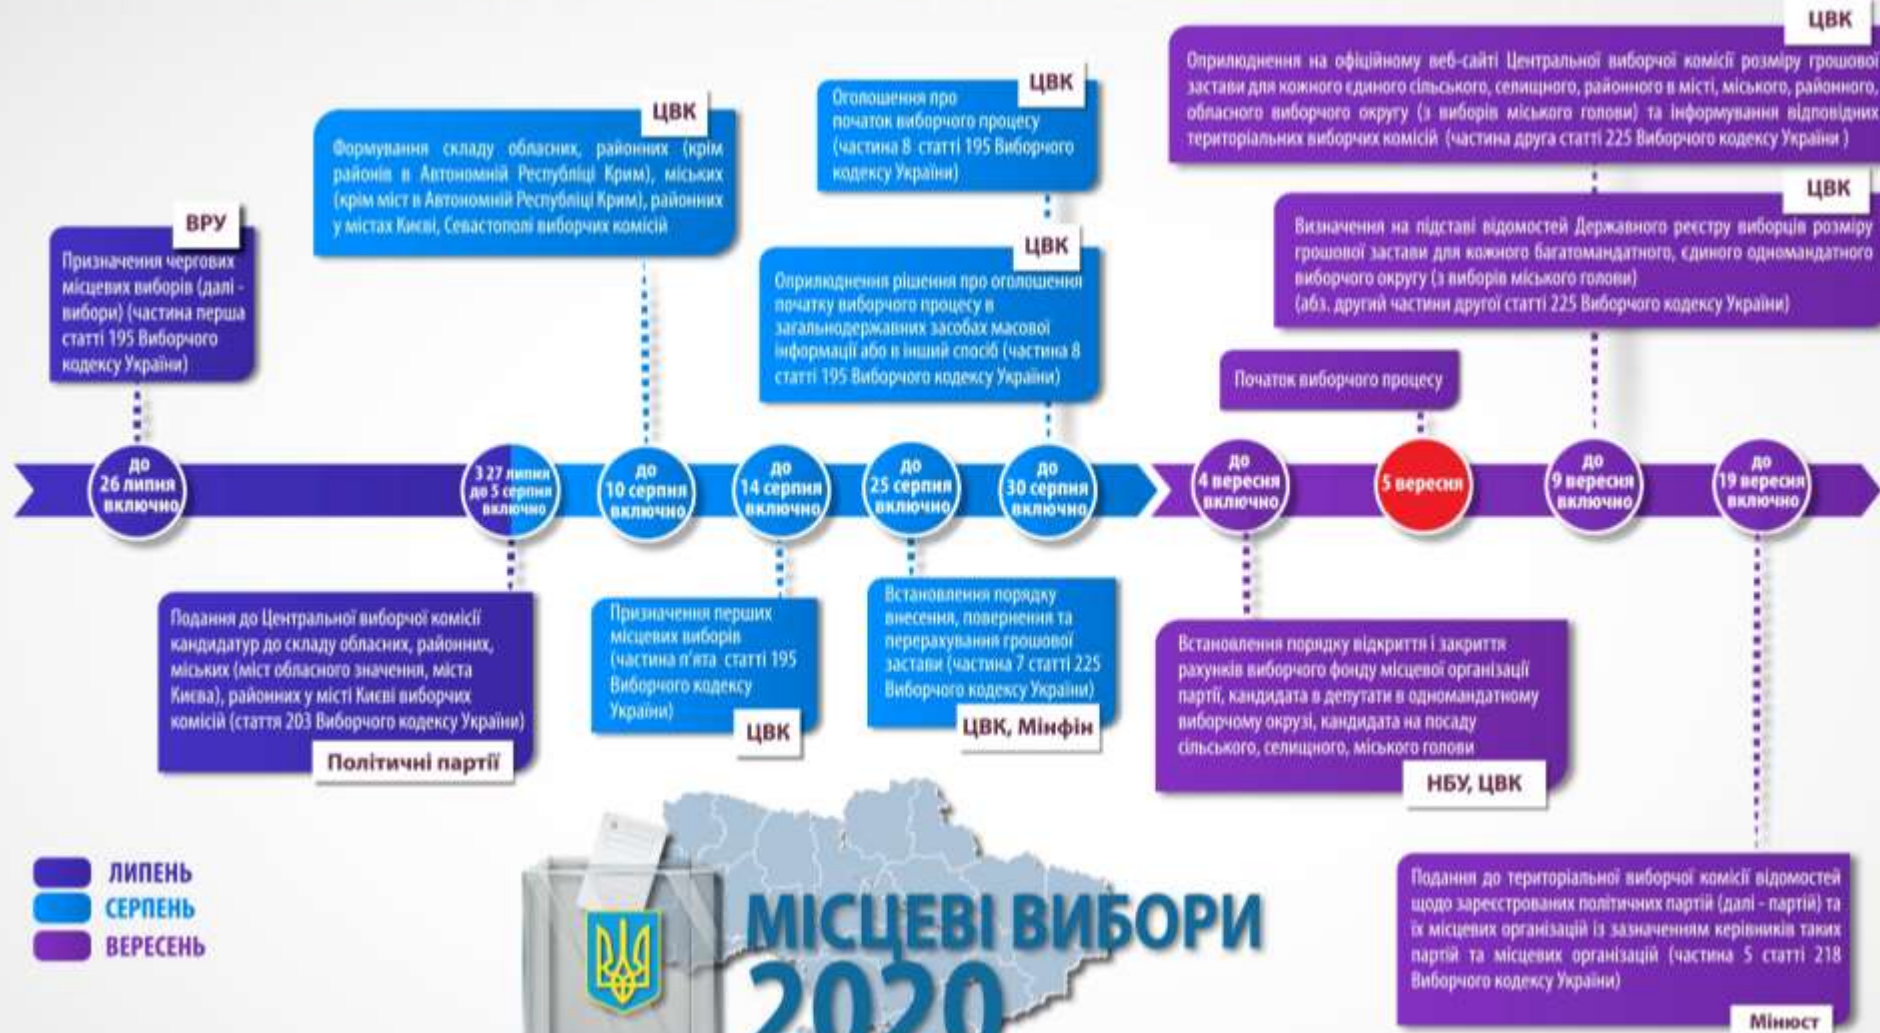 ЦВК
Оприлюднення на офіційному веб-сайті Центральної виборчої комісії розміру грошової
застави для кожного єдиного сільського, селищного, районного в місті, міського, районного,
обласного виборчого округу (з виборів міського голови) та інформування відповідних
територіальних виборчих комісій (частина друга статті 225 Виборчого кодексу України )
ЦВК
Визначення на підставі відомостей Державного реєстру виборців розміру
грошової застави для кожного багатомандатного, єдиного одномандатного
виборчого округу (з виборів міського голови)
(абз. другий частини другої статті 225 Виборчого кодексу України)
ЦВК
Оголошення про
початок виборчого процесу
(частина 8 статті 195 Виборчого
кодексу України)
ЦВК
Оприлюднення рішення про оголошення
початку виборчого процесу в
загальнодержавних засобах масової
інформації або в інший спосіб (частина 8
статті 195 Виборчого кодексу України)
ЦВК
Формування складу обласних, районних (крім
районів в Автономній Республіці Крим), міських
(крім міст в Автономній Республіці Крим), районних
у містах Києві, Севастополі виборчих комісій
ВРУ
Призначення чергових
місцевих виборів (далі -
вибори) (частина перша
статті 195 Виборчого
кодексу України)
Початок виборчого процесу
до
26 липня
включно
З 27 липня
до 5 серпня
включно
до
10 серпня
включно
до
14 серпня
включно
до
25 серпня
включно
до
30 серпня
включно
до
4 вересня
включно
5 вересня
до
9 вересня
включно
до
19 вересня
включно
Подання до Центральної виборчої комісії
кандидатур до складу обласних, районних,
міських (міст обласного значення, міста
Києва), районних у місті Києві виборчих
комісій (стаття 203 Виборчого кодексу України)
Політичні партії
Призначення перших
місцевих виборів
(частина п'ята статті 195
Виборчого кодексу
України)
ЦВК
Встановлення порядку
внесення, повернення та
перерахування грошової
застави (частина 7 статті 225
Виборчого кодексу України)
ЦВК, Мінфін
Встановлення порядку відкриття і закриття
рахунків виборчого фонду місцевої організації
партії, кандидата в депутати в одномандатному
виборчому окрузі, кандидата на посаду
сільського, селищного, міського голови
НБУ, ЦВК
Подання до територіальної виборчої комісії відомостей
щодо зареєстрованих політичних партій (далі - партій) та
їх місцевих організацій із зазначенням керівників таких
партій та місцевих організацій (частина 5 статті 218
Виборчого кодексу України)
Мінюст
ЛИПЕНЬ
СЕРПЕНЬ
ВЕРЕСЕНЬ
МІСЦЕВІ ВИБОРИ
2020